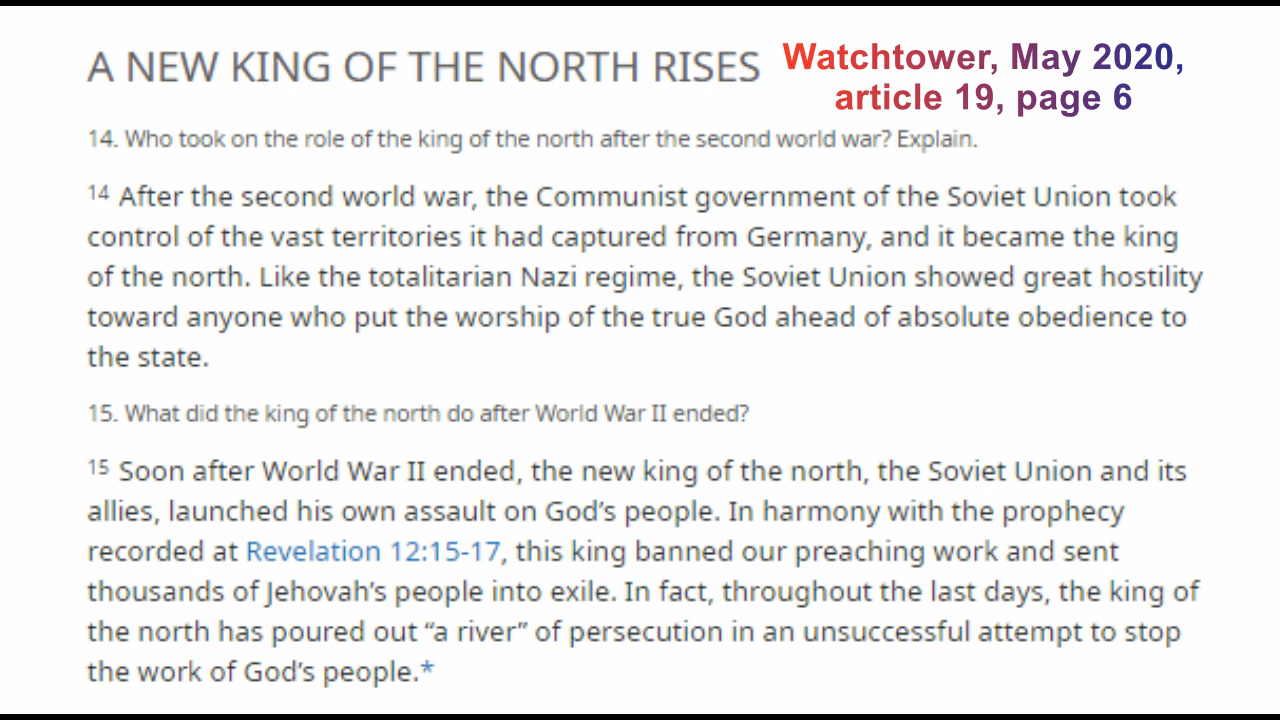 A NEW KING OF THE NORTH RISES
Watchtower, May 2020,
article 19, page 6
14. Who took on the role of the king of the north after the second world war? Explain.
14 After the second world war, the Communist government of the Soviet Union took
control of the vast territories it had captured from Germany, and it became the king
of the north. Like the totalitarian Nazi regime, the Soviet Union showed great hostility
toward anyone who put the worship of the true God ahead of absolute obedience to
the state.
15. What did the king of the north do after World War II ended?
15 Soon after World War II ended, the new king of the north, the Soviet Union and its
allies, launched his own assault on God’s people. In harmony with the prophecy
recorded at Revelation 12:15-17, this king banned our preaching work and sent
thousands of Jehovah’s people into exile. In fact, throughout the last days, the king of
the north has poured out “a river” of persecution in an unsuccessful attempt to stop
the work of God’s people.*